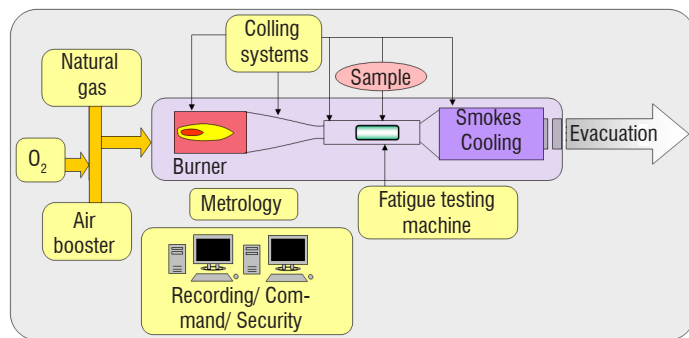 Natural
gas
O2
Air
booster
Colling
systems
Sample
Burner
Smokes
Cooling
Evacuation
Metrology
Fatigue testing
machine
Recording/ Com-
mand/ Security